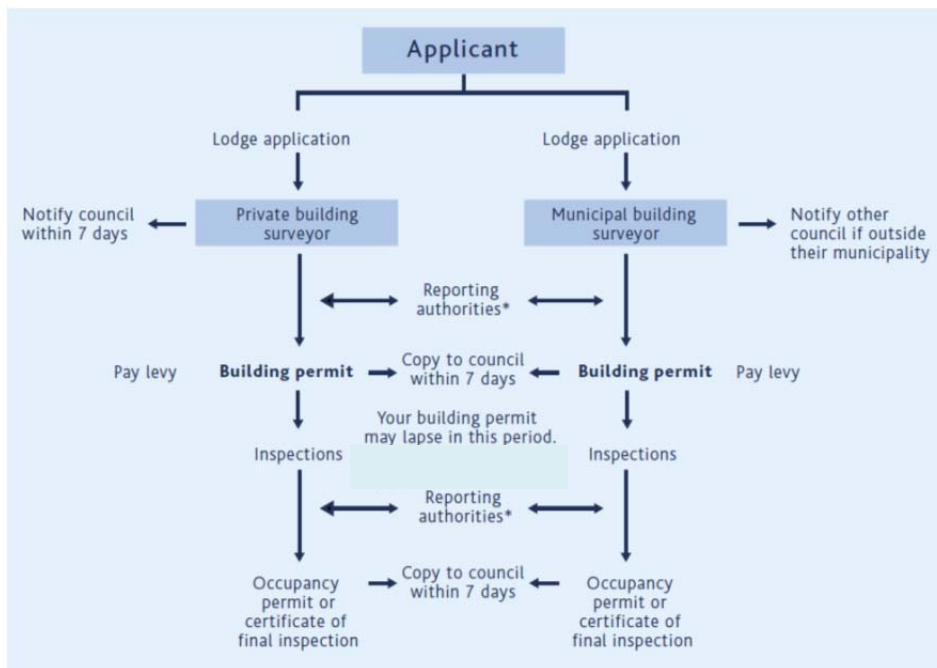 Applicant
Lodge application
Lodge application
Notify council
within 7 days
Private building
surveyor
Municipal building
surveyor
Notify other
council if outside
their municipality
Reporting
authorities*
Pay levy
Building permit
Copy to council
within 7 days
Building permit
Pay levy
Your building permit
may lapse in this period.
Inspections
Inspections
Reporting
authorities*
Occupancy
permit or
certificate of
final inspection
Copy to council
within 7 days
Occupancy
permit or
certificate of
final inspection